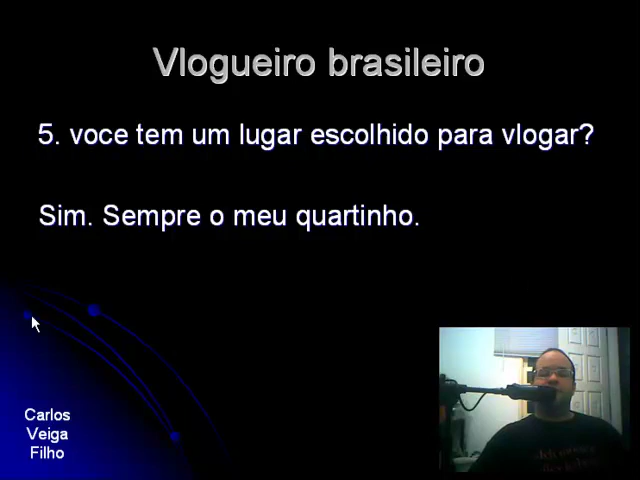 Vlogueiro brasileiro
5. voce tem um lugar escolhido para vlogar?
Sim. Sempre o meu quartinho.
Carlos
Veiga
Filho